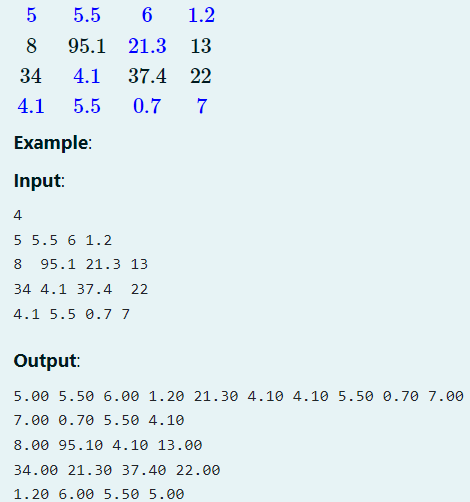 5 5.5 6 1.2
8 95.1 21.3 13
34 4.1 37.4 22
4.1 5.5 0.7 7
Example:
Input:
4
5 5.5 6 1.2
8  95.1 21.3 13
34 4.1 37.4  22
4.1 5.5 0.7 7
Output:
5.00 5.50 6.00 1.20 21.30 4.10 4.10 5.50 0.70 7.00
7.00 0.70 5.50 4.10
8.00 95.10 4.10 13.00
34.00 21.30 37.40 22.00
1.20 6.00 5.50 5.00